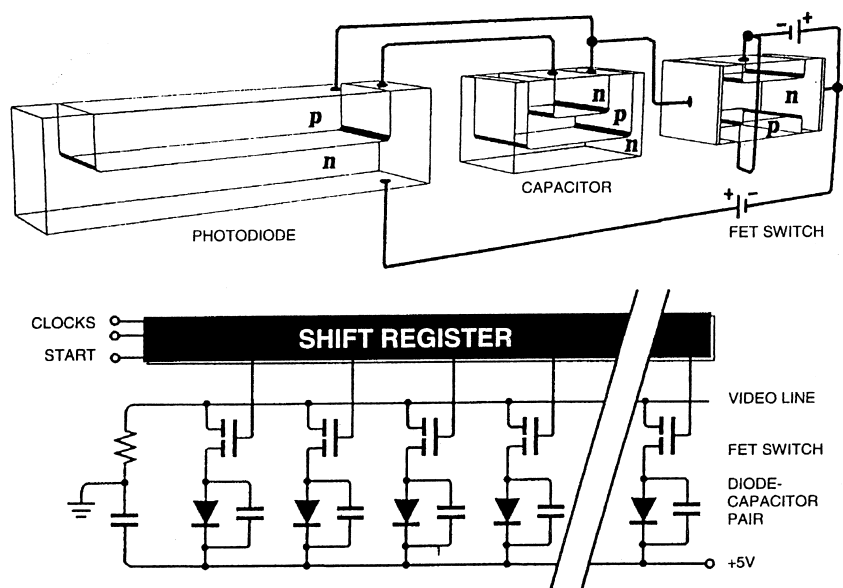 p
n
PHOTODIODE
n
p
n
CAPACITOR
- +
n
p
+ -
FET SWITCH
CLOCKS
START
SHIFT REGISTER
VIDEO LINE
FET SWITCH
DIODE-
CAPACITOR
PAIR
+5V